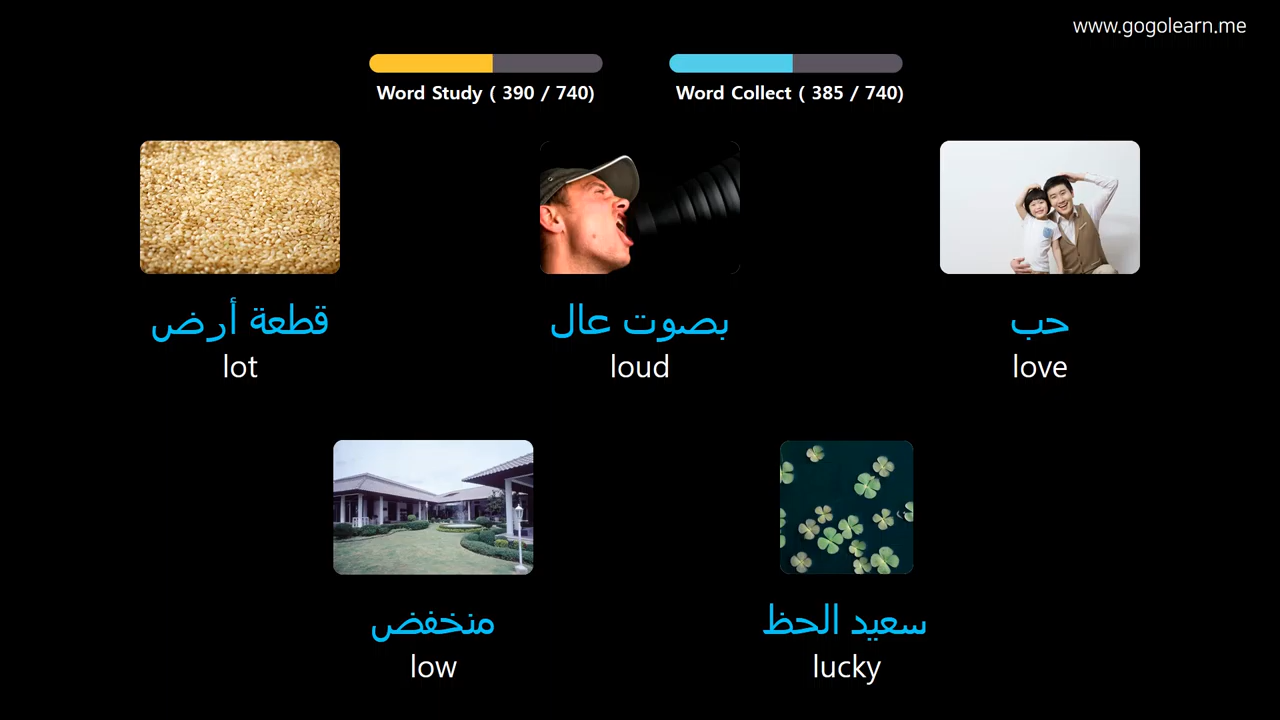 www.gogolearn.me
Word Study ( 390 / 740)
Word Collect ( 385 / 740)
قطعة أرض
lot
بصوت عال
loud
حب
love
منخفض
low
سعيد الحظ
lucky